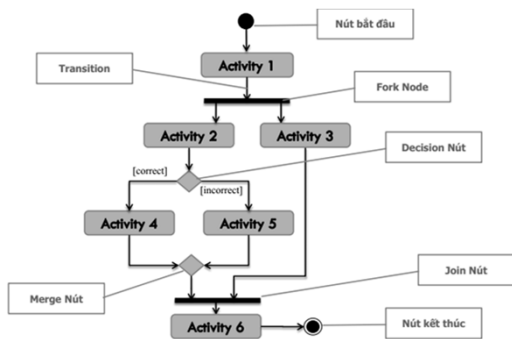 Nút bắt đầu
Activity 1
Transition
Fork Node
Activity 2
Activity 3
Decision Nút
[correct]
[incorrect]
Activity 4
Activity 5
Join Nút
Merge Nút
Activity 6
Nút kết thúc